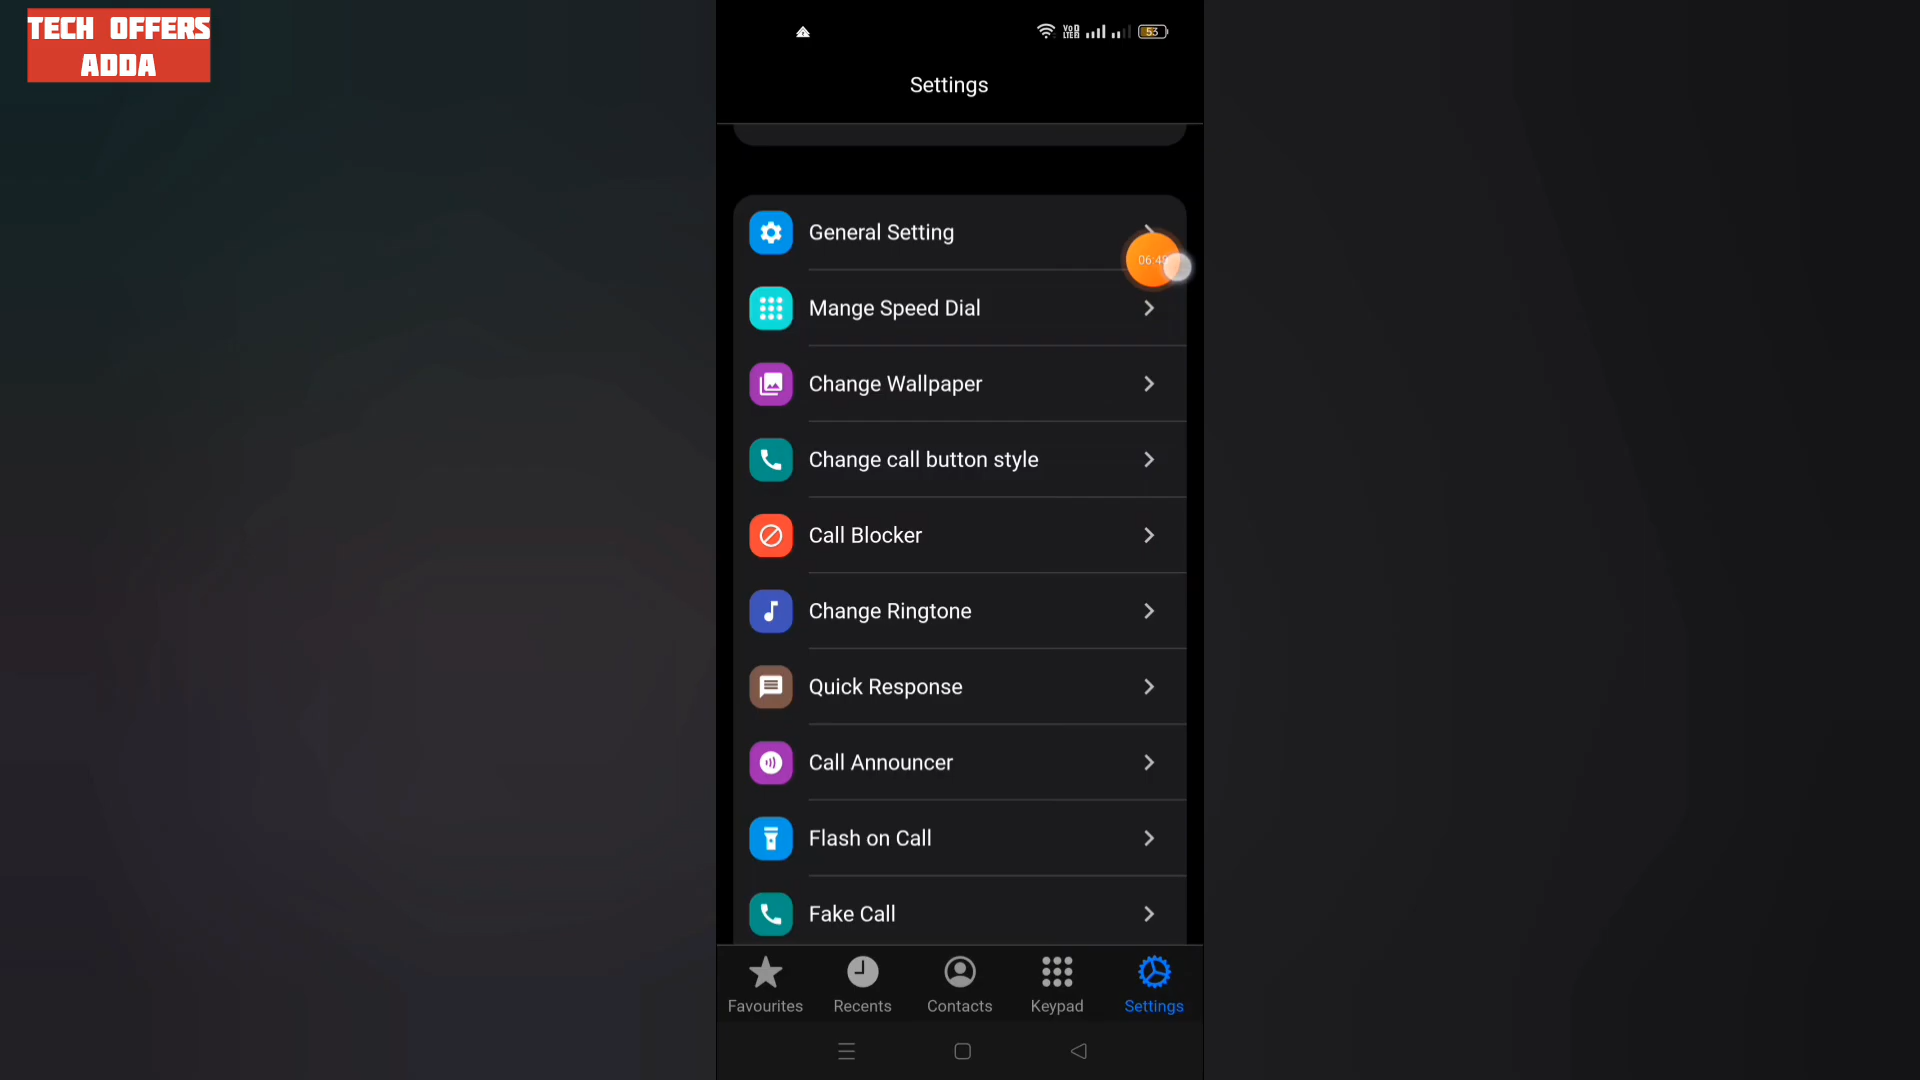 TECH OFFERS
ADDA
53
Settings
General Setting
Mange Speed Dial
Change Wallpaper
Change call button style
Call Blocker
Change Ringtone
Quick Response
Call Announcer
Flash on Call
Fake Call
Favourites
Recents
Contacts
Keypad
Settings